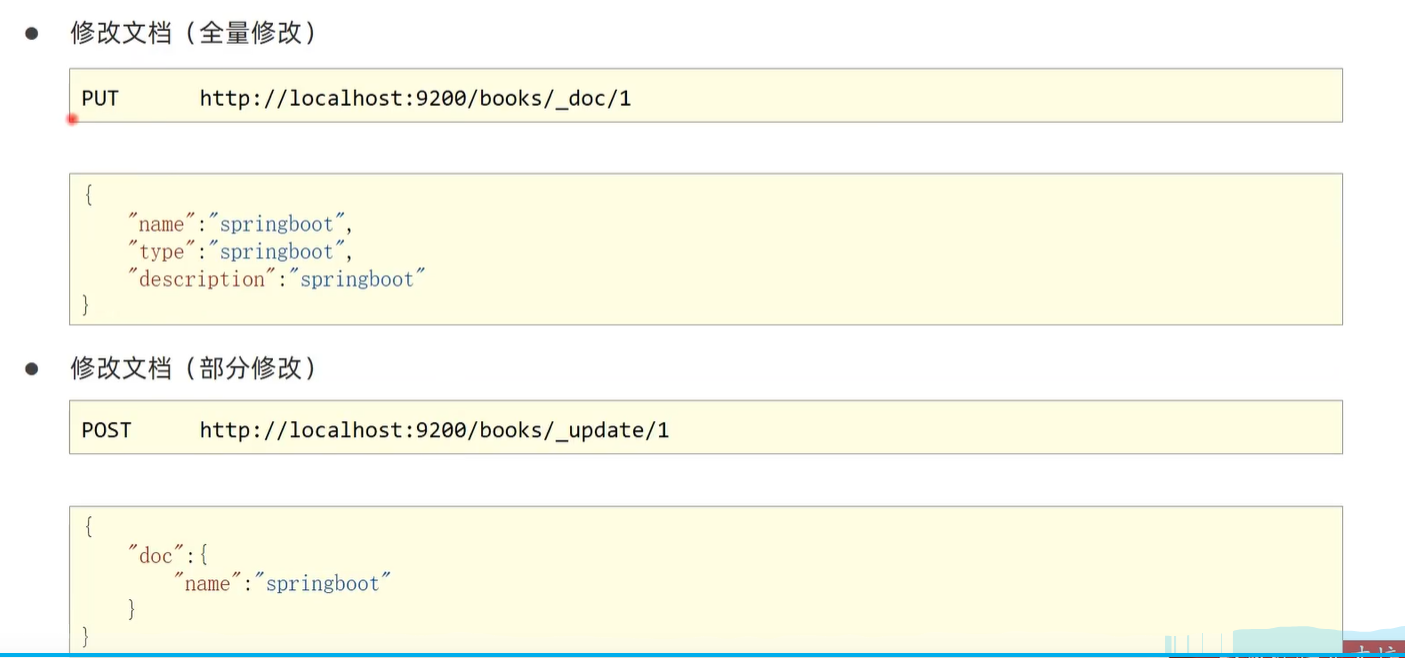 ● 修改文档（全量修改）
PUT http://localhost:9200/books/_doc/1
{
"name":"springboot",
"type":"springboot",
"description":"springboot"
}
● 修改文档（部分修改）
POST http://localhost:9200/books/_update/1
{
"doc":{
"name":"springboot"
}
}